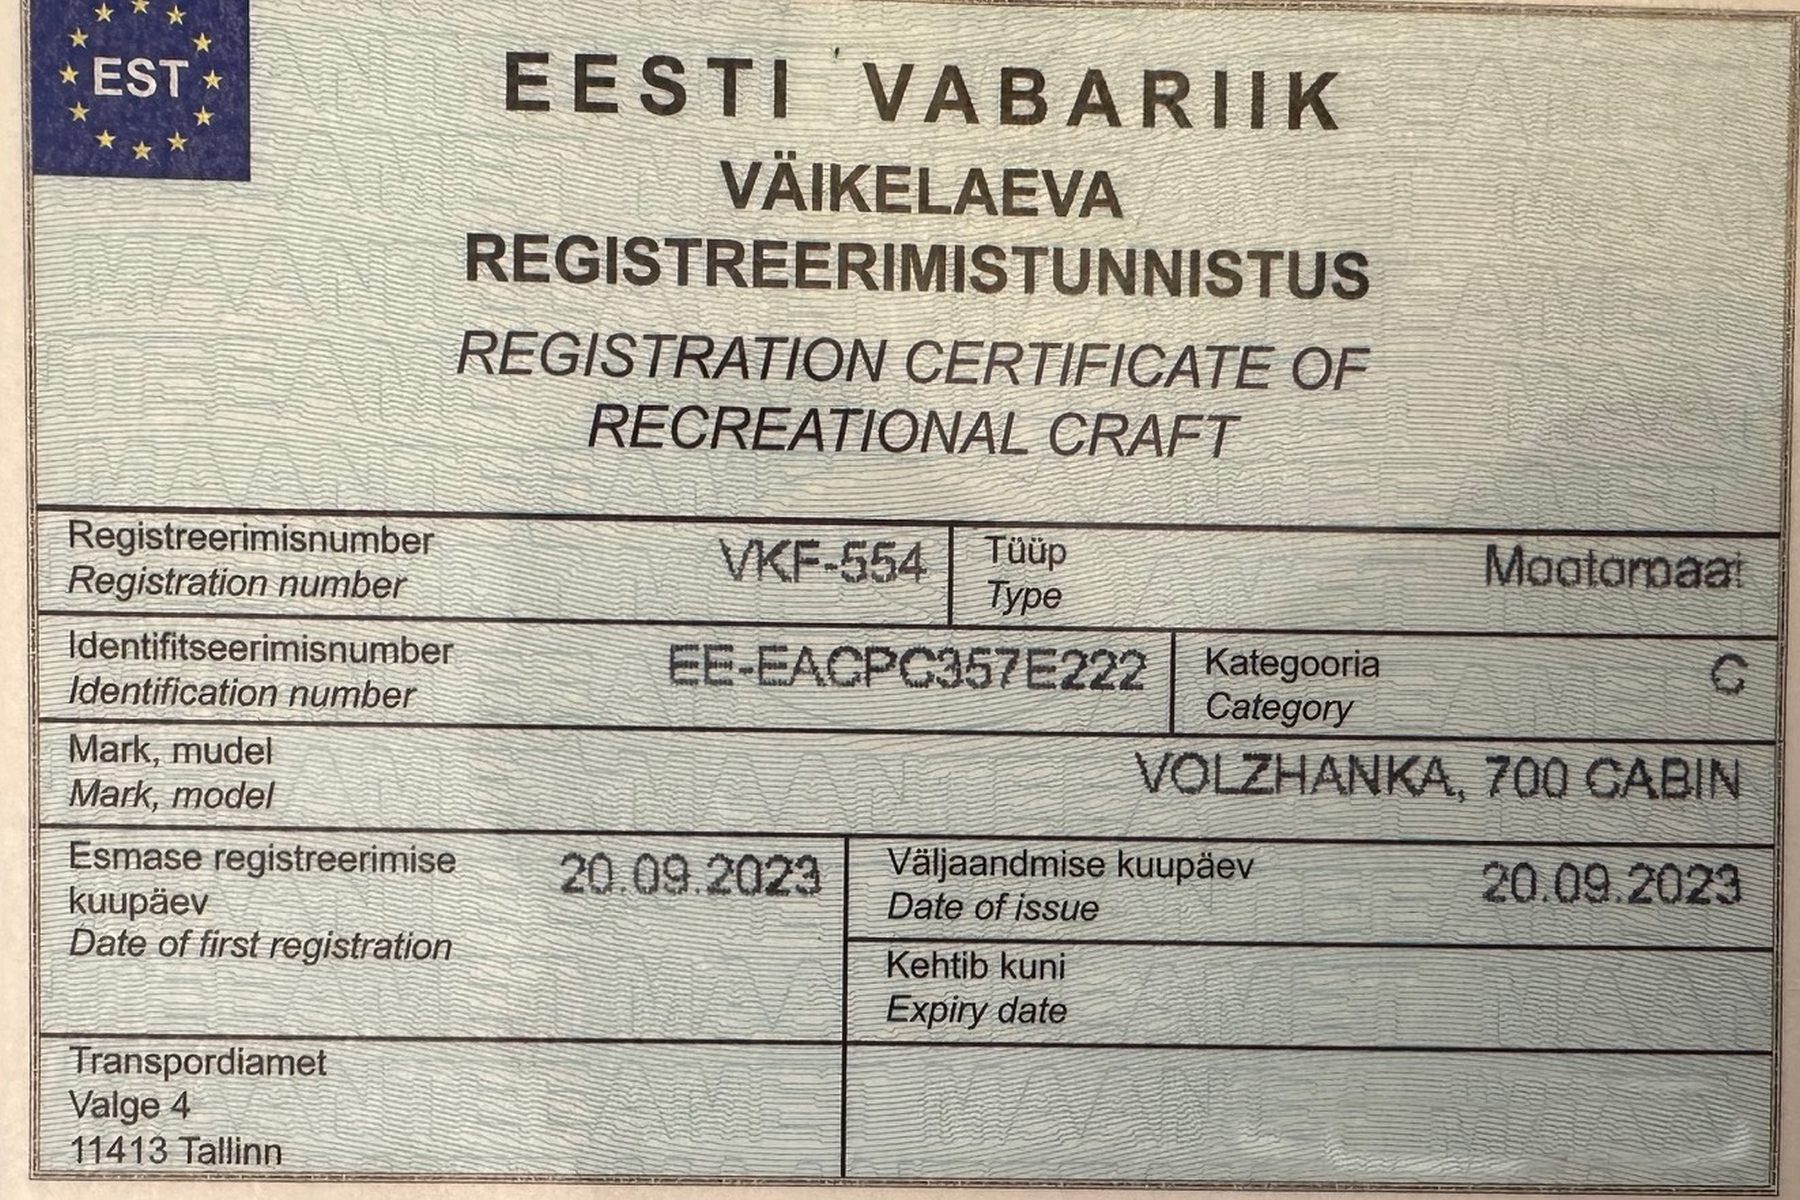 EST
EESTI VABARIIK
VÄIKELAEVA
REGISTREERIMISTUNNISTUS
REGISTRATION CERTIFICATE OF
RECREATIONAL CRAFT
Registreerimisnumber
Registration number
VKF-554
Tüüp
Type
Mootorpaat
Identifitseerimisnumber
Identification number
EE-EACPC357E222
Kategooria
Category
C
Mark, mudel
Mark, model
VOLZHANKA, 700 CABIN
Esmase registreerimise
kuupäev
Date of first registration
20.09.2023
Väljaandmise kuupäev
Date of issue
20.09.2023
Kehtib kuni
Expiry date
Transpordiamet
Valge 4
11413 Tallinn